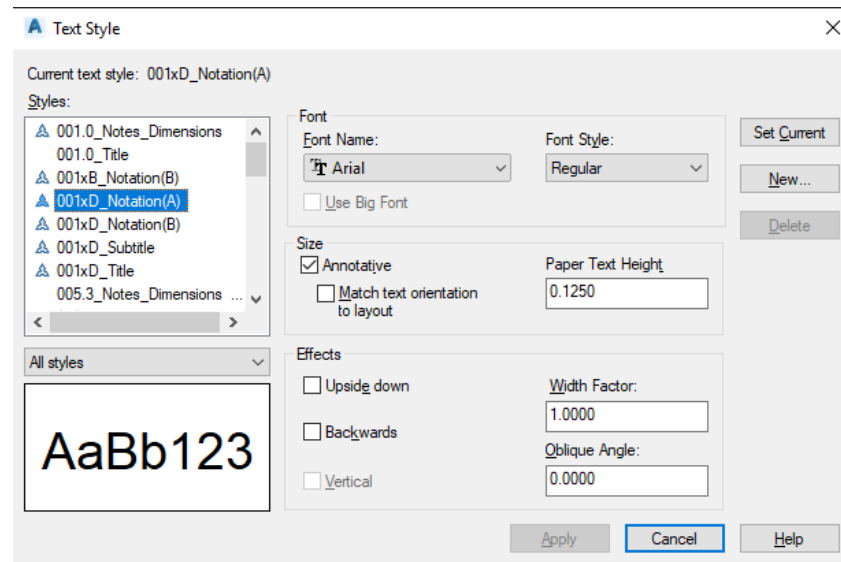 Text Style
Current text style: 001xD_Notation(A)
Styles:
001.0_Notes_Dimensions
001.0_Title
001xB_Notation(B)
001xD_Notation(A)
001xD_Notation(B)
001xD_Subtitle
001xD_Title
005.3_Notes_Dimensions ...
All styles
AaBb123
Font
Font Name:
Arial
Use Big Font
Font Style:
Regular
Size
Annotative
Match text orientation
to layout
Paper Text Height
0.1250
Effects
Upside down
Backwards
Vertical
Width Factor:
1.0000
Oblique Angle:
0.0000
Set Current
New...
Delete
Apply
Cancel
Help